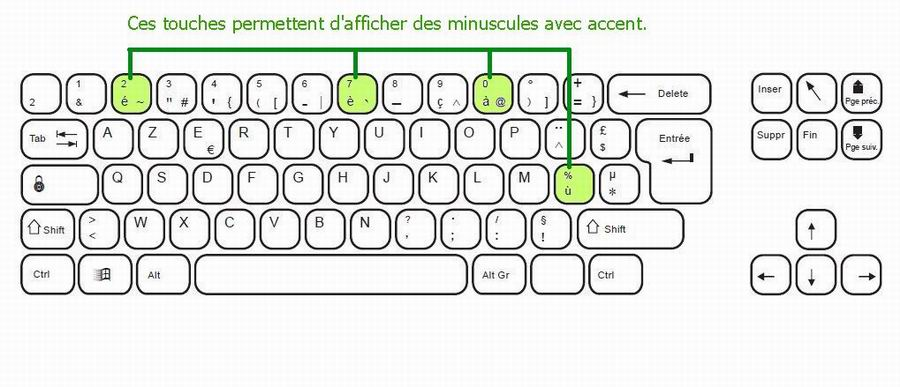 Ces touches permettent d'afficher des minuscules avec accent.
2 1 & 2 é ~ 3 " # 4 ' { 5 ( [ 6 - | 7 è ` 8 _ 9 ç ^ 0 à @ ° ) ] + = } Delete Inser Pge préc.
Tab A Z E € R T Y U I O P ¨ ^ £ $ Entrée Suppr Fin Pge suiv.
Q S D F G H J K L M % ù µ *
Shift > < W X C V B N ? , . ; / : § ! Shift
Ctrl Alt Alt Gr Ctrl